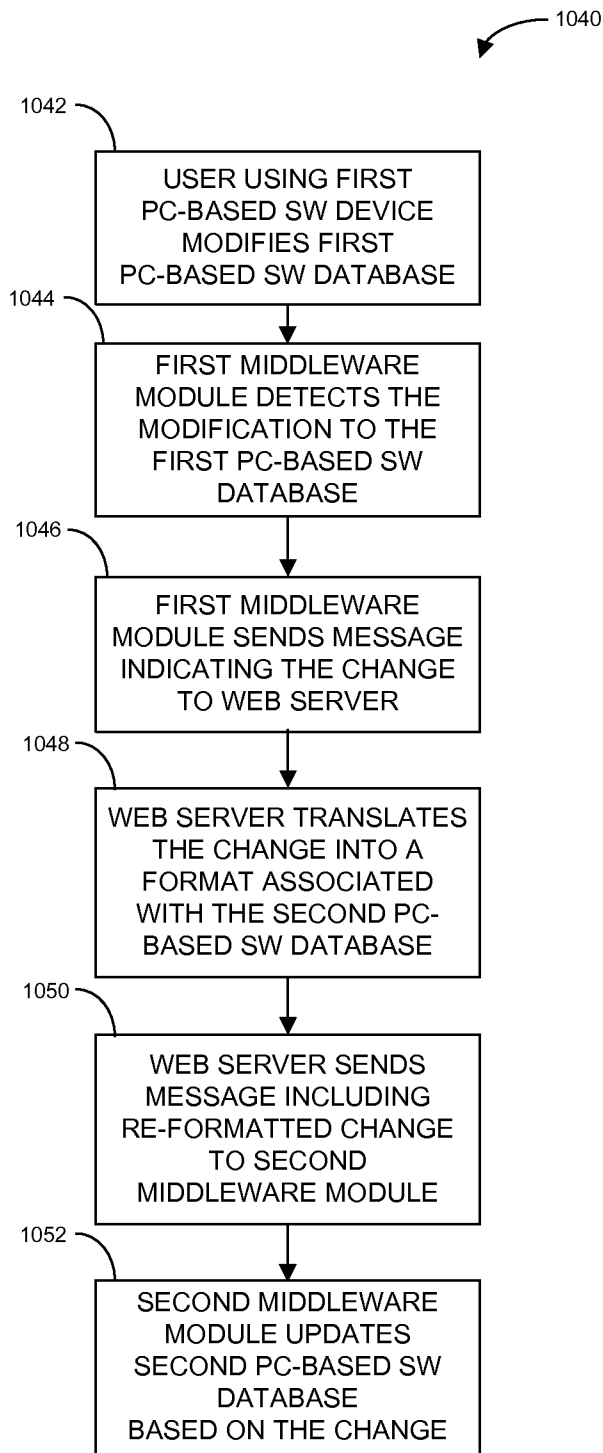 1040
1042
USER USING FIRST
PC-BASED SW DEVICE
MODIFIES FIRST
PC-BASED SW DATABASE
1044
FIRST MIDDLEWARE
MODULE DETECTS THE
MODIFICATION TO THE
FIRST PC-BASED SW
DATABASE
1046
FIRST MIDDLEWARE
MODULE SENDS MESSAGE
INDICATING THE CHANGE
TO WEB SERVER
1048
WEB SERVER TRANSLATES
THE CHANGE INTO A
FORMAT ASSOCIATED
WITH THE SECOND PC-
BASED SW DATABASE
1050
WEB SERVER SENDS
MESSAGE INCLUDING
RE-FORMATTED CHANGE
TO SECOND
MIDDLEWARE MODULE
1052
SECOND MIDDLEWARE
MODULE UPDATES
SECOND PC-BASED SW
DATABASE
BASED ON THE CHANGE